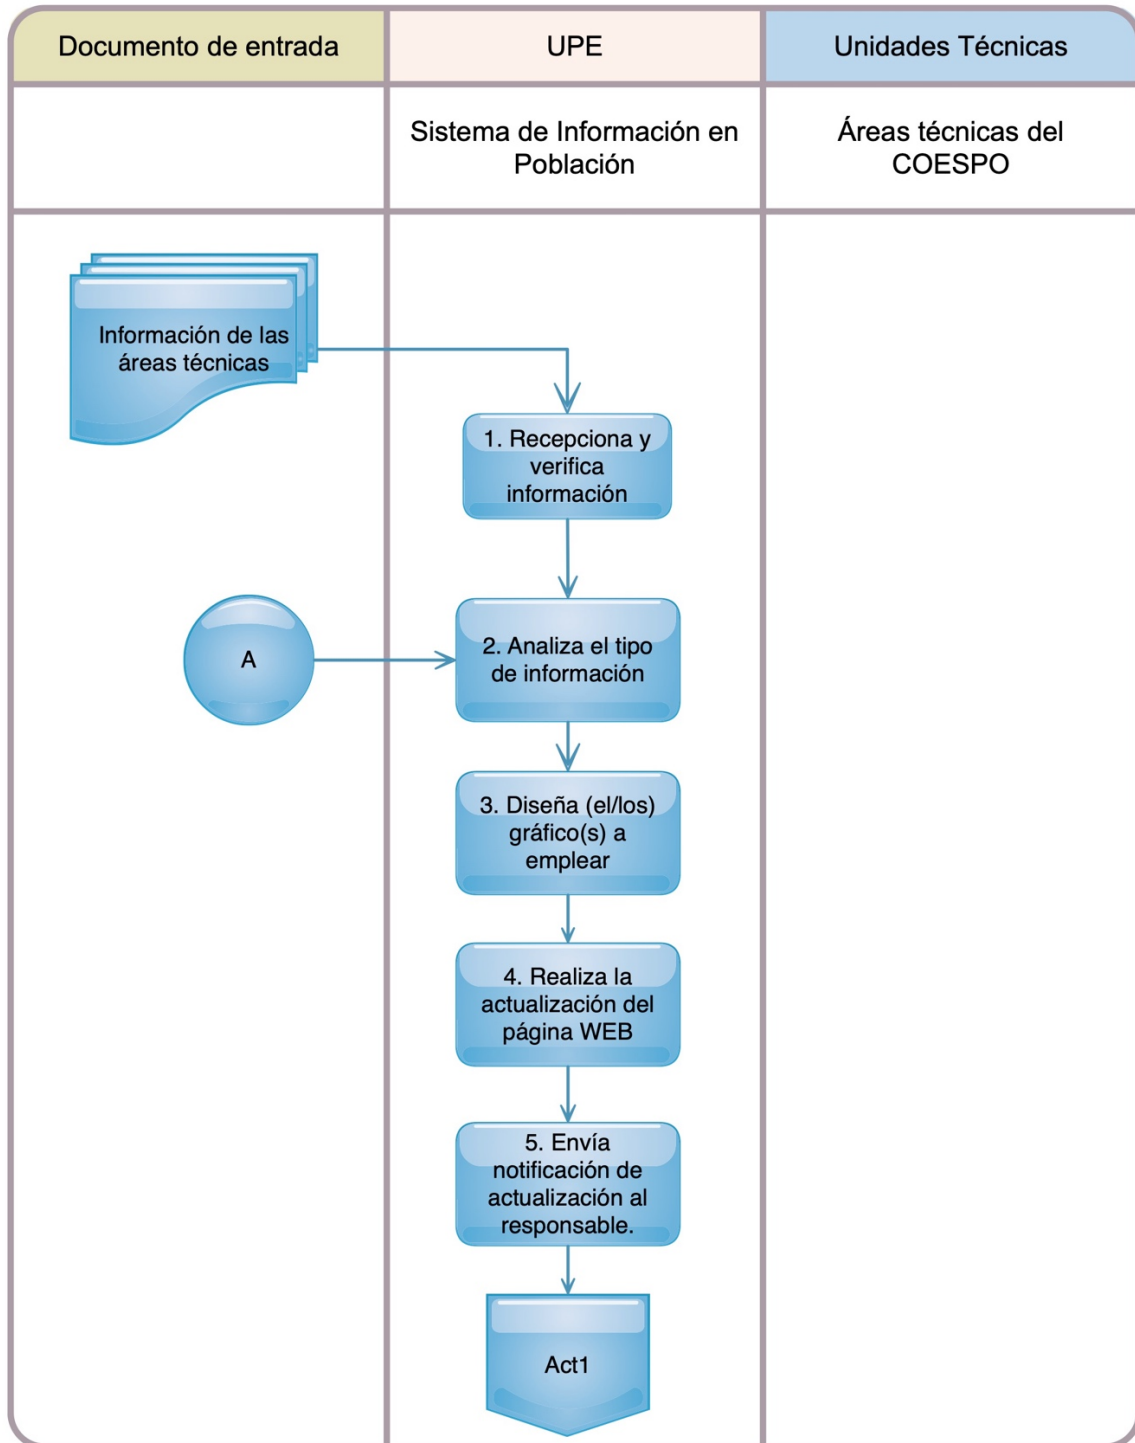 Documento de entrada
UPE
Unidades Técnicas
Sistema de Información en
Población
Áreas técnicas del
COESPO
Información de las
áreas técnicas
1. Recepciona y
verifica
información
A
2. Analiza el tipo
de información
3. Diseña (el/los)
gráfico(s) a
emplear
4. Realiza la
actualización del
página WEB
5. Envía
notificación de
actualización al
responsable.
Act1